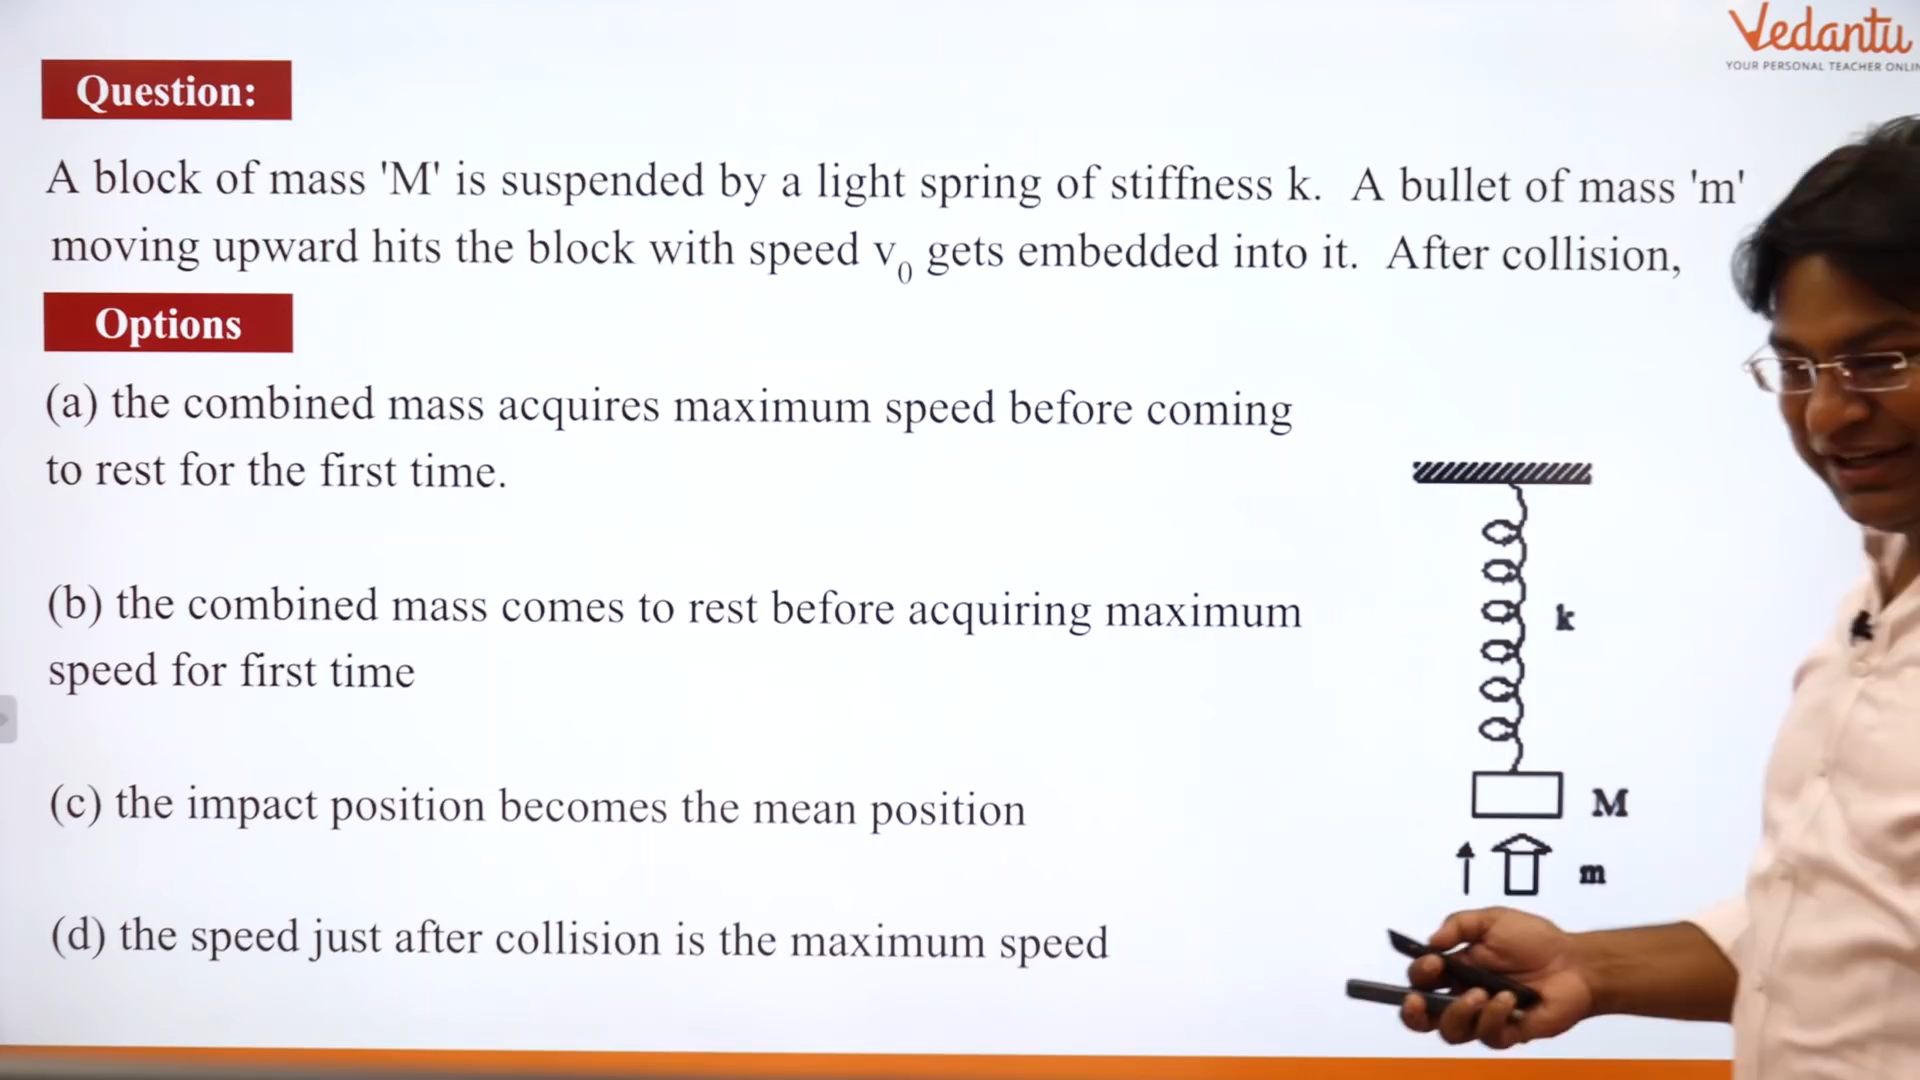 Vedantu
YOUR PERSONAL TEACHER ONLIN
Question:
A block of mass 'M' is suspended by a light spring of stiffness k. A bullet of mass 'm'
moving upward hits the block with speed v₀ gets embedded into it. After collision,
Options
(a) the combined mass acquires maximum speed before coming
to rest for the first time.
(b) the combined mass comes to rest before acquiring maximum
speed for first time
(c) the impact position becomes the mean position
(d) the speed just after collision is the maximum speed
k
M
m